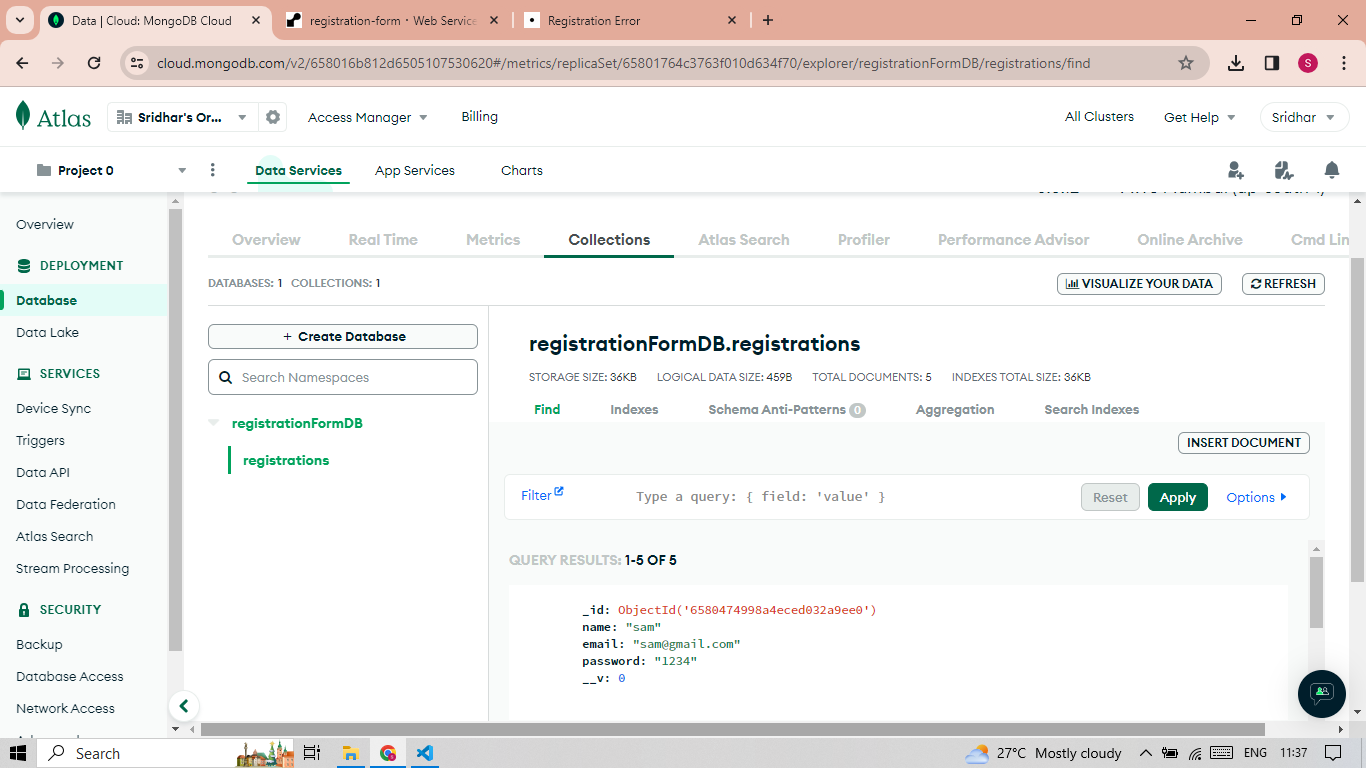 Data | Cloud: MongoDB Cloud
registration-form · Web Service
Registration Error
cloud.mongodb.com/v2/658016b812d6505107530620#/metrics/replicaSet/65801764c3763f010d634f70/explorer/registrationFormDB/registrations/find
S
Atlas
Sridhar's Or...
Access Manager
Billing
All Clusters
Get Help
Sridhar
Project 0
Data Services
App Services
Charts
Overview
DEPLOYMENT
Database
Data Lake
SERVICES
Device Sync
Triggers
Data API
Data Federation
Atlas Search
Stream Processing
SECURITY
Backup
Database Access
Network Access
Overview
Real Time
Metrics
Collections
Atlas Search
Profiler
Performance Advisor
Online Archive
Cmd Lin
DATABASES: 1 COLLECTIONS: 1
VISUALIZE YOUR DATA
REFRESH
+ Create Database
Search Namespaces
registrationFormDB
registrations
registrationFormDB.registrations
STORAGE SIZE: 36KB LOGICAL DATA SIZE: 459B TOTAL DOCUMENTS: 5 INDEXES TOTAL SIZE: 36KB
Find
Indexes
Schema Anti-Patterns 0
Aggregation
Search Indexes
INSERT DOCUMENT
Filter
Type a query: { field: 'value' }
Reset
Apply
Options
QUERY RESULTS: 1-5 OF 5
_id: ObjectId('6580474998a4eced032a9ee0')
name: "sam"
email: "sam@gmail.com"
password: "1234"
__v: 0
Search
27°C Mostly cloudy
ENG
11:37